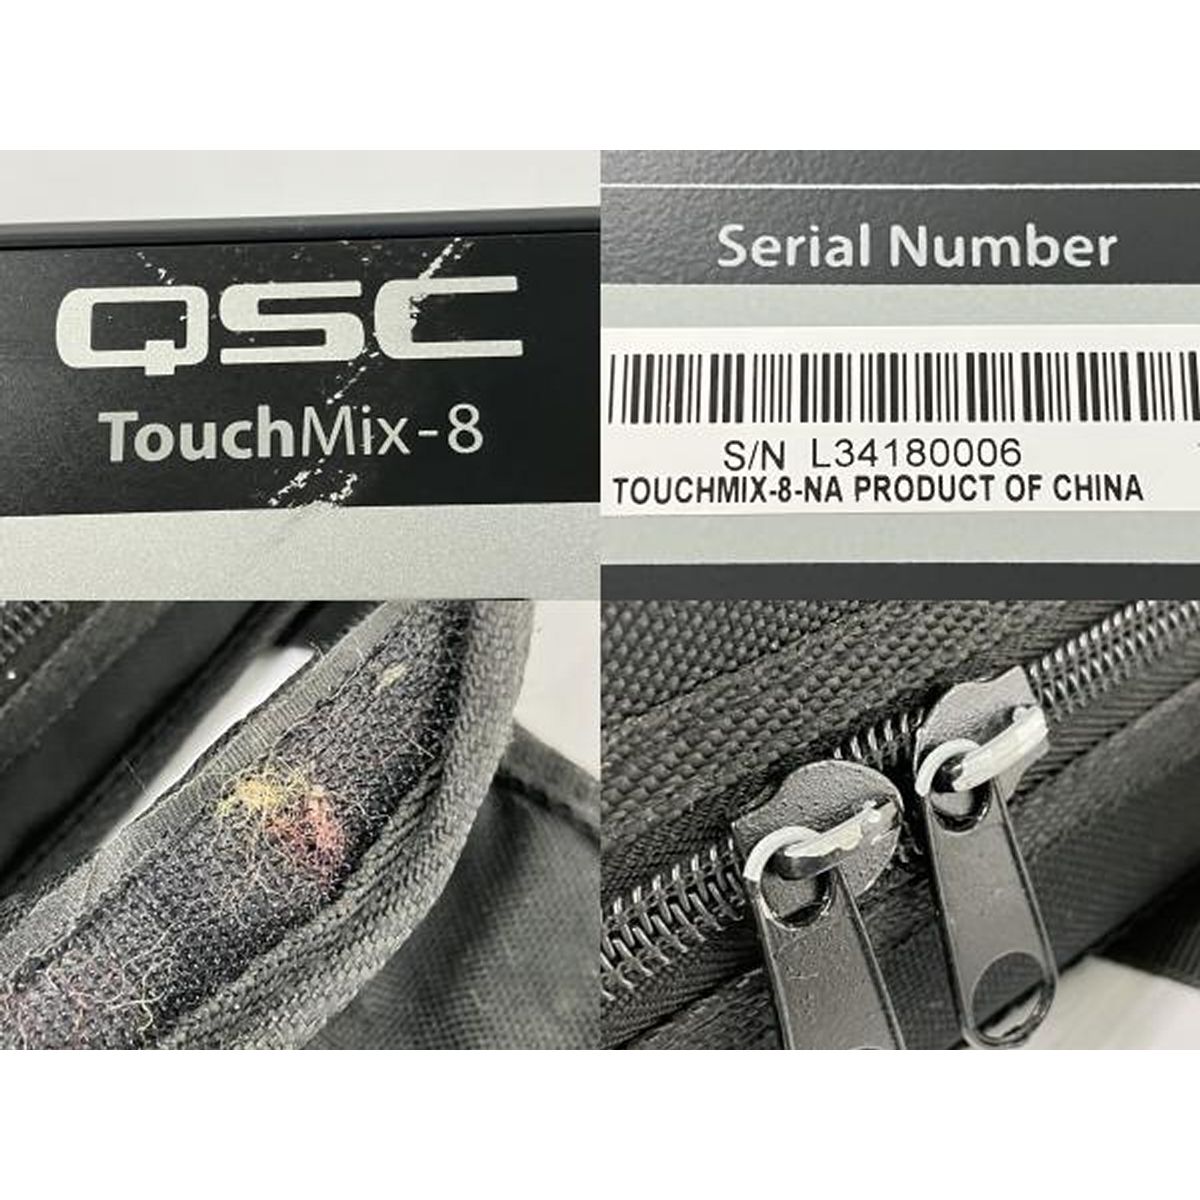 QSC
TouchMix-8
Serial Number
S/N L34180006
TOUCHMIX-8-NA PRODUCT OF CHINA